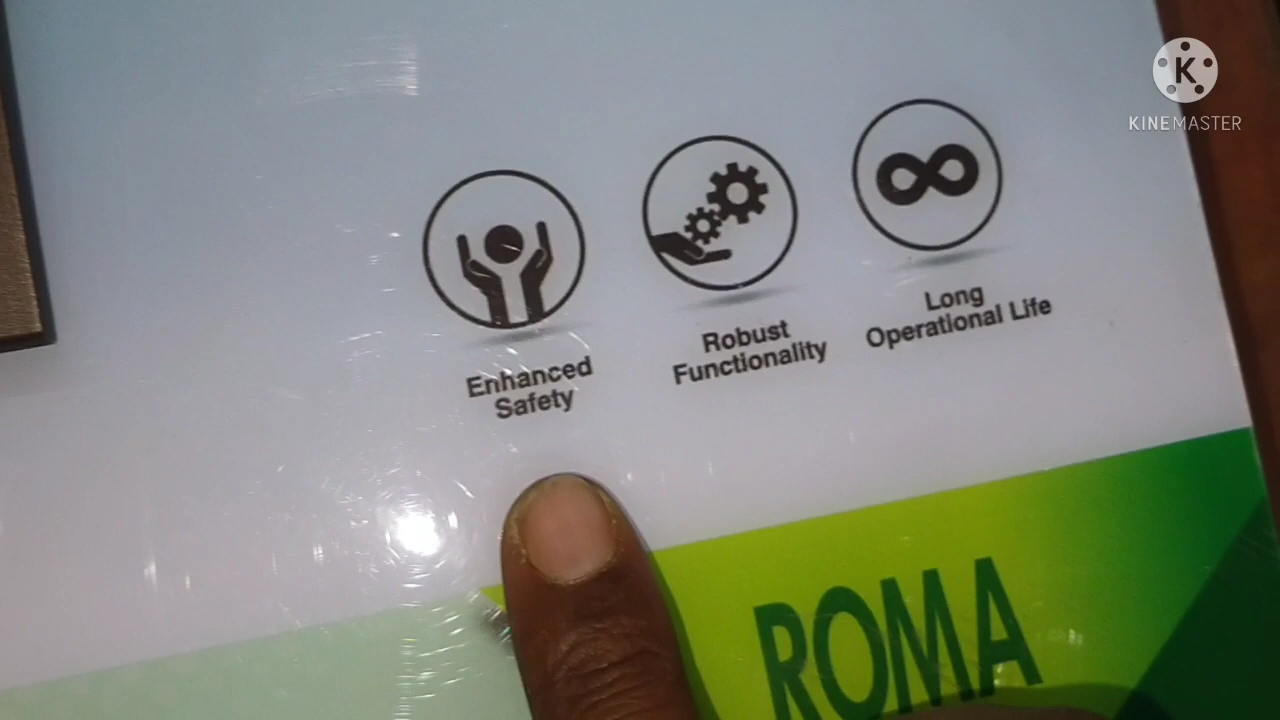 KINEMASTER
Enhanced
Safety
Robust
Functionality
Long
Operational Life
ROMA